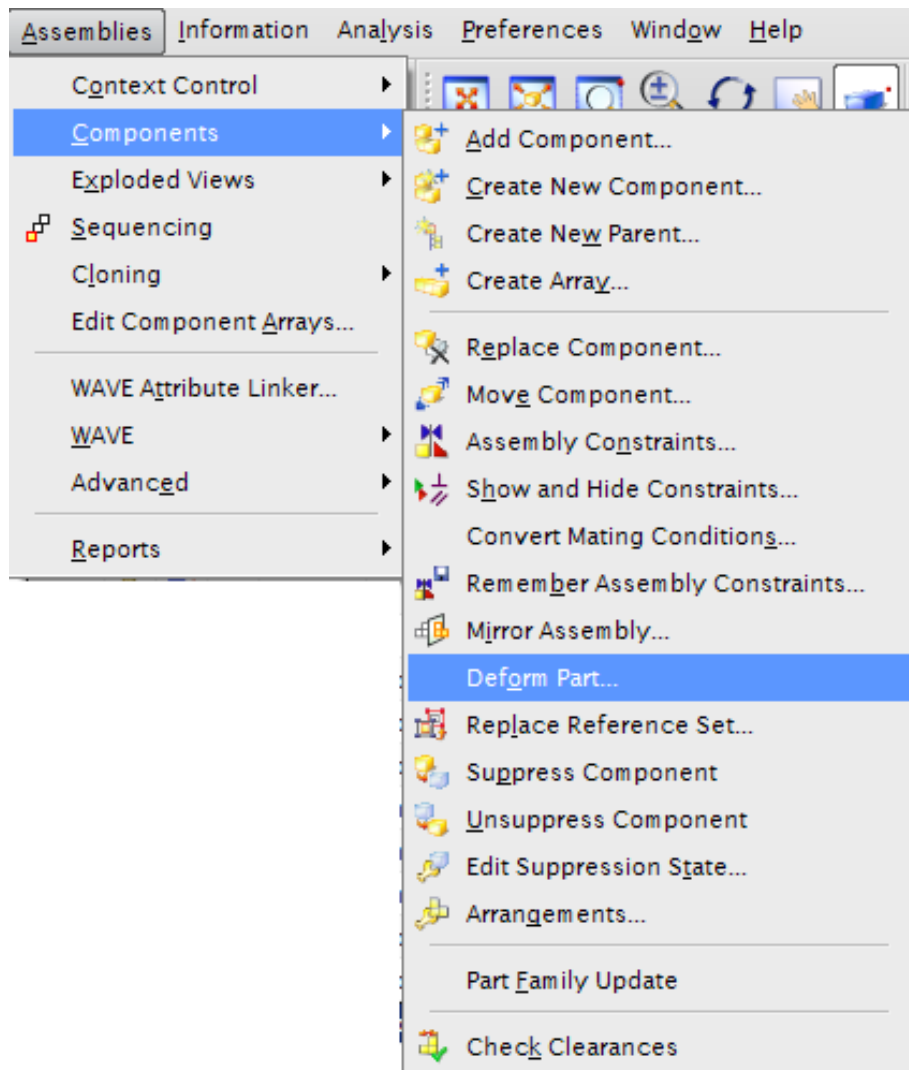 Assemblies Information Analysis Preferences Window Help
Context Control
Components
Exploded Views
Sequencing
Cloning
Edit Component Arrays...
WAVE Attribute Linker...
WAVE
Advanced
Reports
Add Component...
Create New Component...
Create New Parent...
Create Array...
Replace Component...
Move Component...
Assembly Constraints...
Show and Hide Constraints...
Convert Mating Conditions...
Remember Assembly Constraints...
Mirror Assembly...
Deform Part...
Replace Reference Set...
Suppress Component
Unsuppress Component
Edit Suppression State...
Arrangements...
Part Family Update
Check Clearances